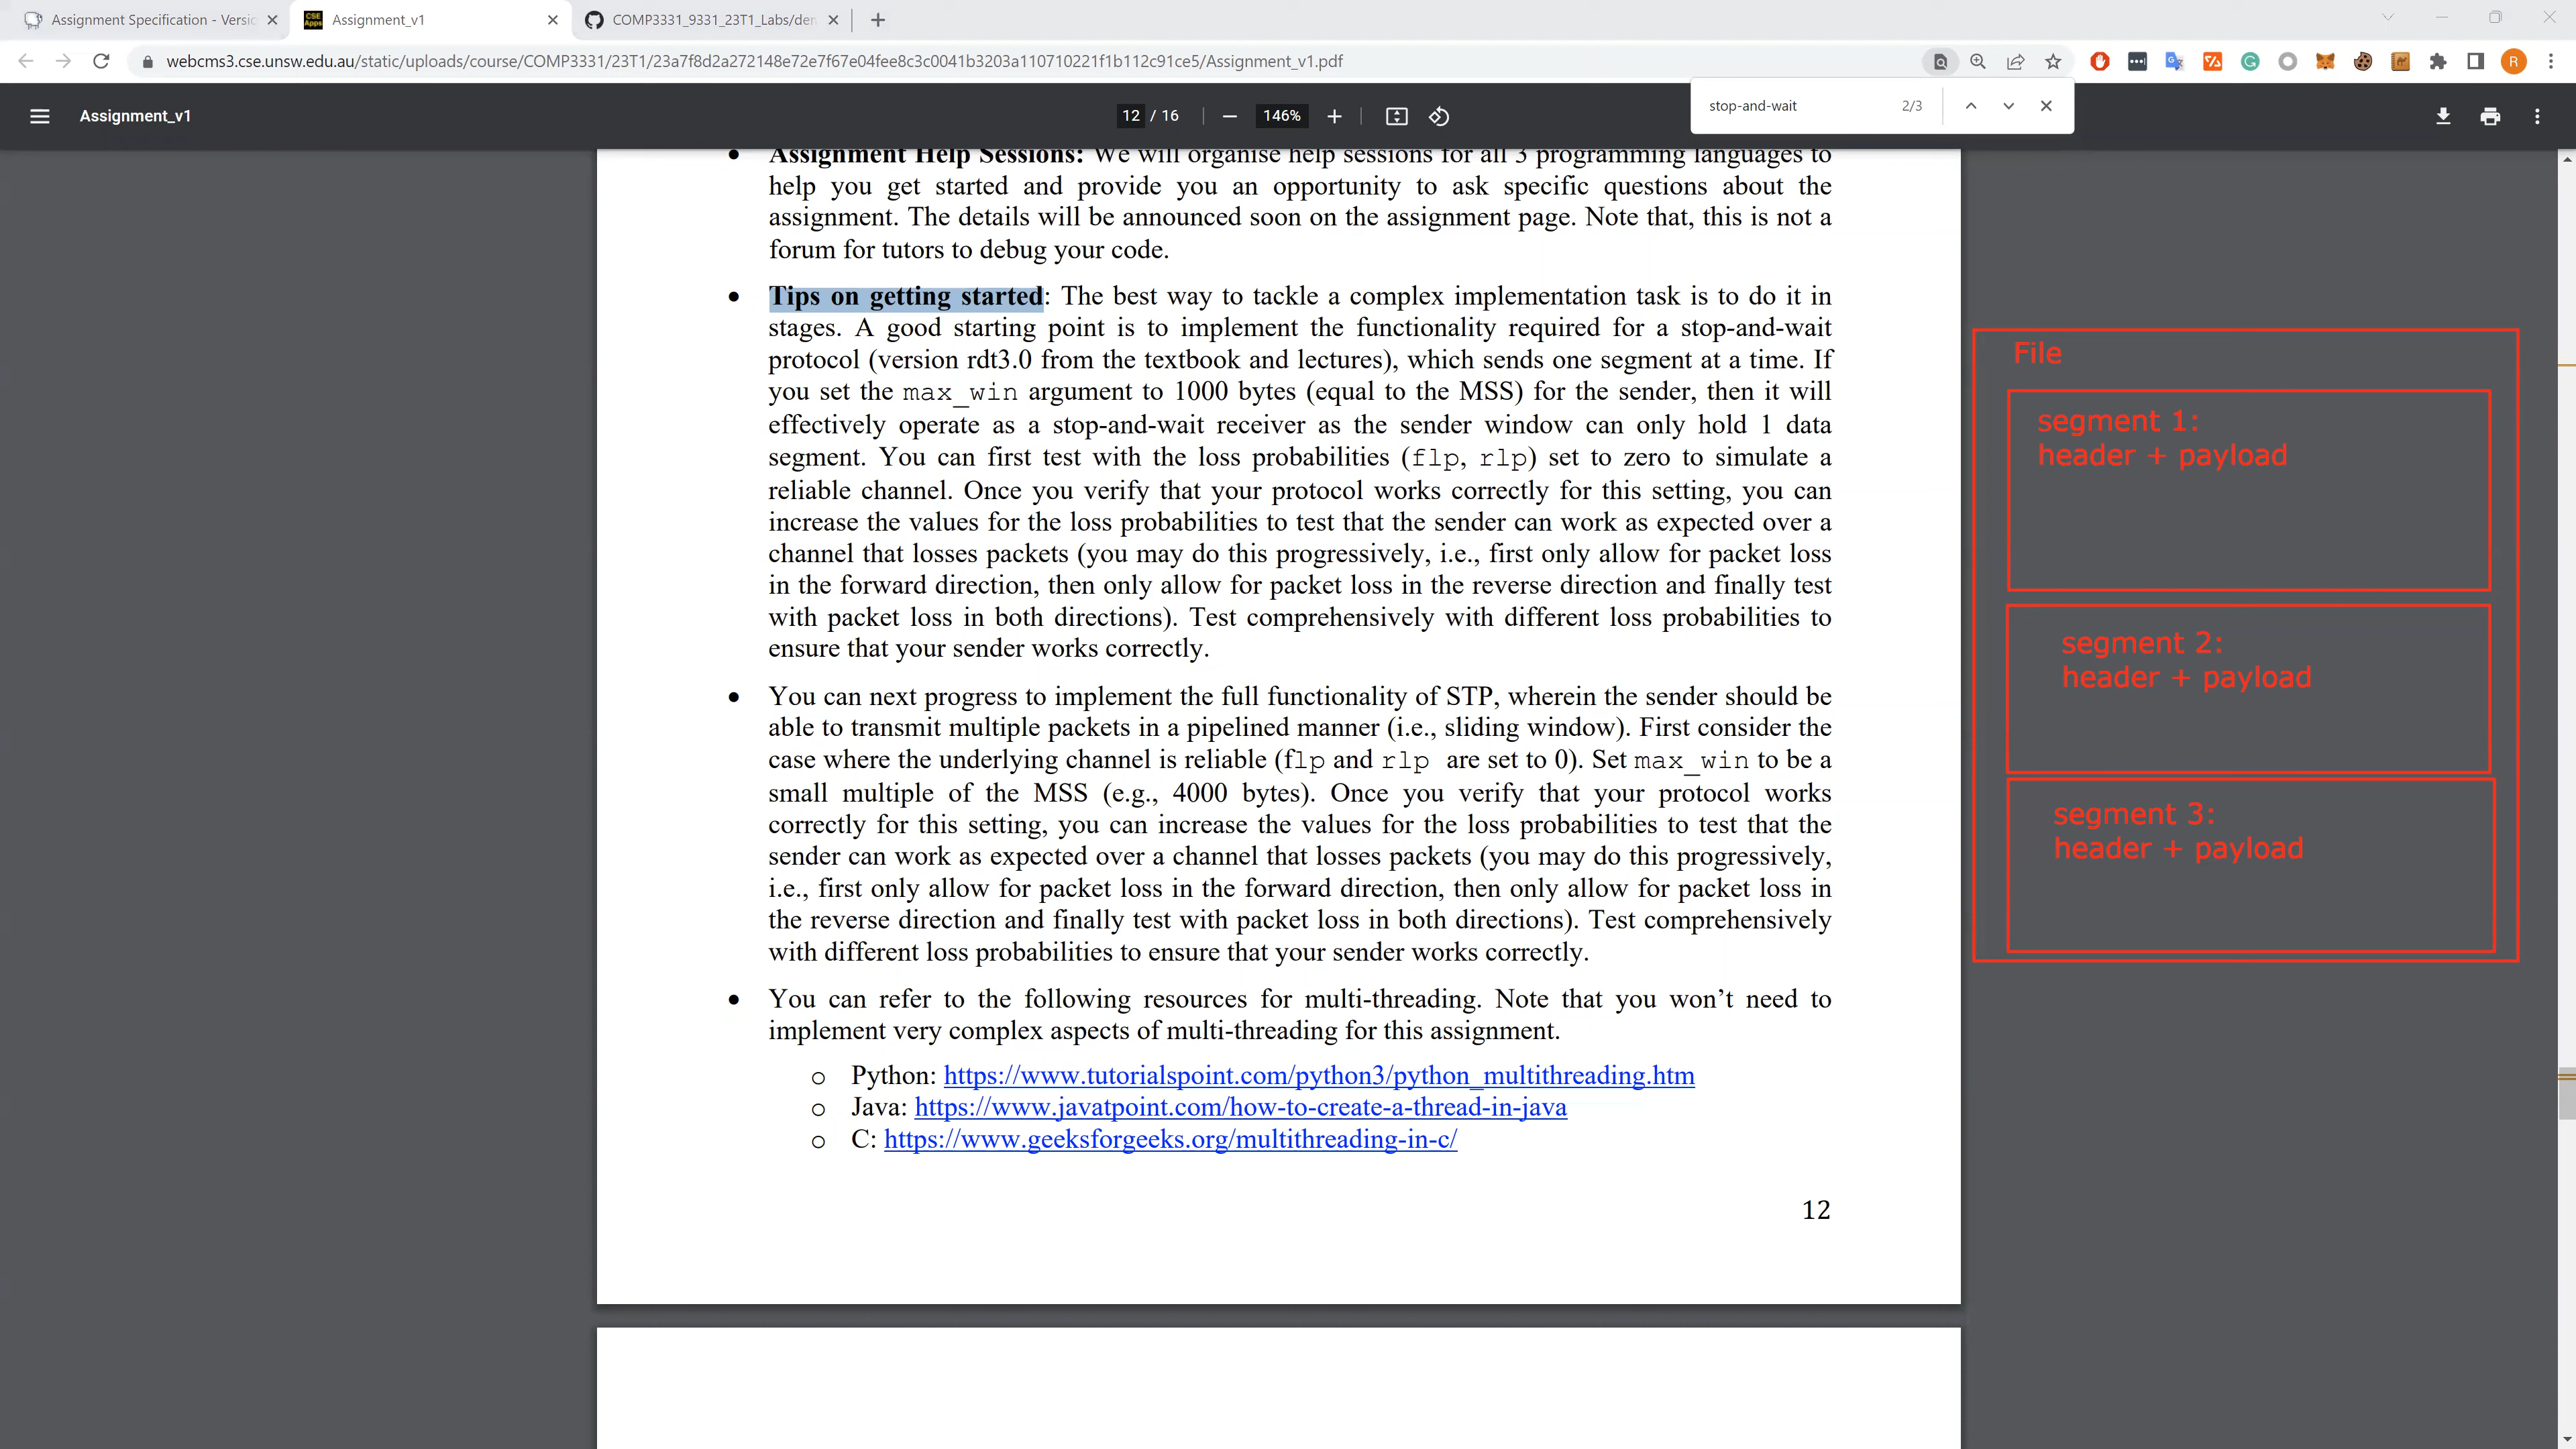 Assignment Specification - Versic
Assignment_v1
COMP3331_9331_23T1_Labs/den
webcms3.cse.unsw.edu.au/static/uploads/course/COMP3331/23T1/23a7f8d2a272148e72e7f67e04fee8c3c0041b3203a110710221f1b112c91ce5/Assignment_v1.pdf
R
Assignment_v1
12 / 16
146%
stop-and-wait 2/3
• Assignment Help Sessions: We will organise help sessions for all 3 programming languages to
help you get started and provide you an opportunity to ask specific questions about the
assignment. The details will be announced soon on the assignment page. Note that, this is not a
forum for tutors to debug your code.
• Tips on getting started: The best way to tackle a complex implementation task is to do it in
stages. A good starting point is to implement the functionality required for a stop-and-wait
protocol (version rdt3.0 from the textbook and lectures), which sends one segment at a time. If
you set the max_win argument to 1000 bytes (equal to the MSS) for the sender, then it will
effectively operate as a stop-and-wait receiver as the sender window can only hold 1 data
segment. You can first test with the loss probabilities (flp, rlp) set to zero to simulate a
reliable channel. Once you verify that your protocol works correctly for this setting, you can
increase the values for the loss probabilities to test that the sender can work as expected over a
channel that losses packets (you may do this progressively, i.e., first only allow for packet loss
in the forward direction, then only allow for packet loss in the reverse direction and finally test
with packet loss in both directions). Test comprehensively with different loss probabilities to
ensure that your sender works correctly.
• You can next progress to implement the full functionality of STP, wherein the sender should be
able to transmit multiple packets in a pipelined manner (i.e., sliding window). First consider the
case where the underlying channel is reliable (flp and rlp are set to 0). Set max_win to be a
small multiple of the MSS (e.g., 4000 bytes). Once you verify that your protocol works
correctly for this setting, you can increase the values for the loss probabilities to test that the
sender can work as expected over a channel that losses packets (you may do this progressively,
i.e., first only allow for packet loss in the forward direction, then only allow for packet loss in
the reverse direction and finally test with packet loss in both directions). Test comprehensively
with different loss probabilities to ensure that your sender works correctly.
• You can refer to the following resources for multi-threading. Note that you won’t need to
implement very complex aspects of multi-threading for this assignment.
o Python: https://www.tutorialspoint.com/python3/python_multithreading.htm
o Java: https://www.javatpoint.com/how-to-create-a-thread-in-java
o C: https://www.geeksforgeeks.org/multithreading-in-c/
12
File
segment 1:
header + payload
segment 2:
header + payload
segment 3:
header + payload